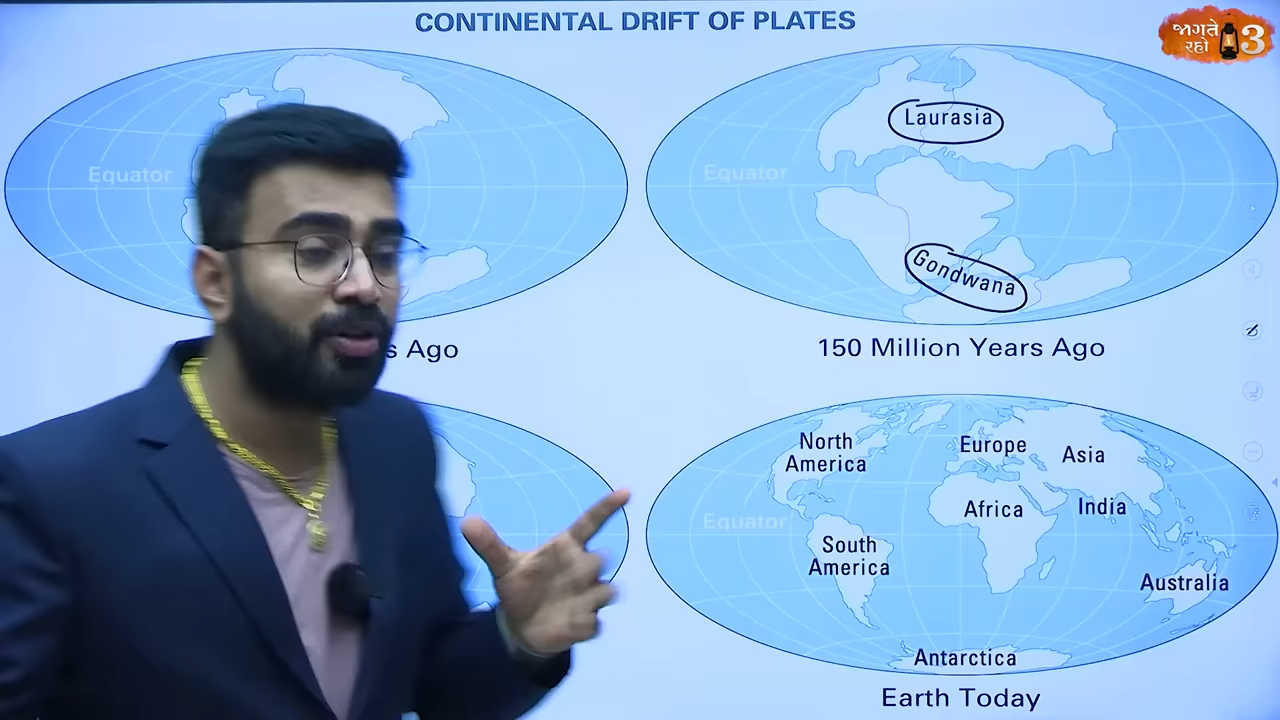 CONTINENTAL DRIFT OF PLATES
જાગતે
રહો 3
Equator
Equator
Laurasia
Gondwana
s Ago
150 Million Years Ago
North
America
Europe
Asia
Africa
India
Equator
South
America
Australia
Antarctica
Earth Today